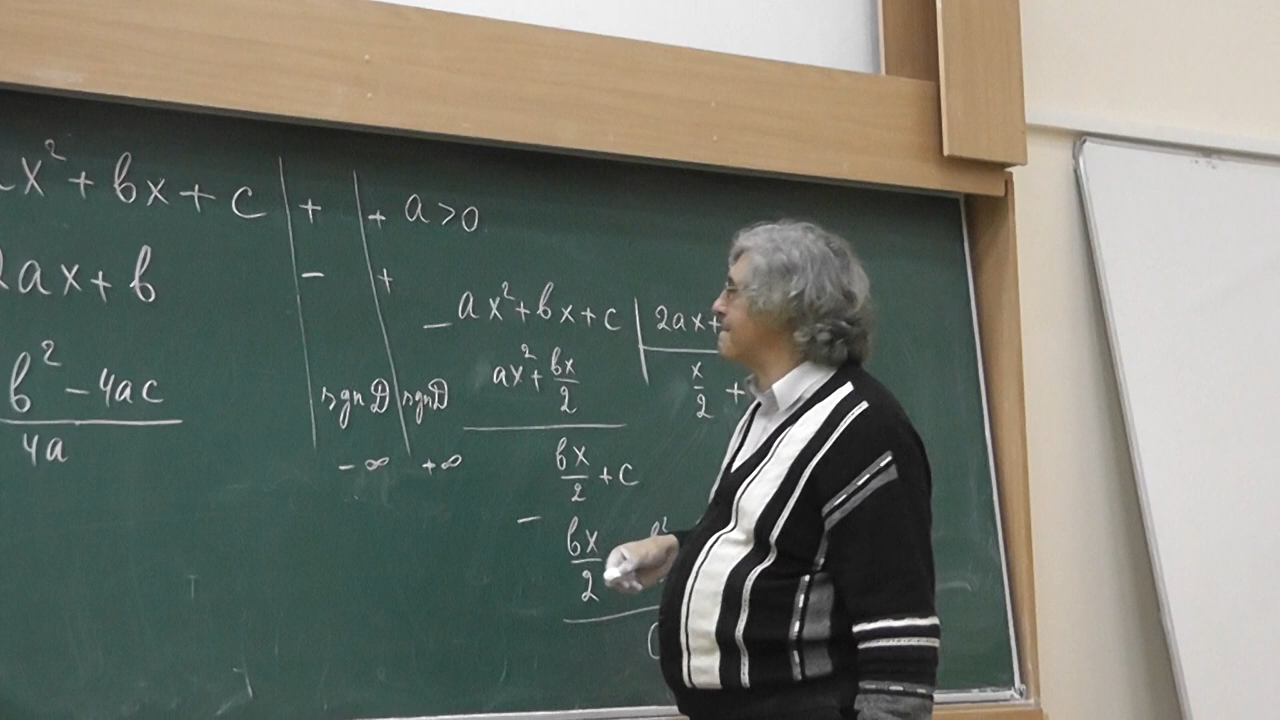 x² + bx + c | + | + a>0
2ax + b | - | +
b² - 4ac
4a
sgn D | sgn D
-∞ +∞
- ax² + bx + c | 2ax+
ax² + bx/2
x/2 +
bx/2 + c
-
bx/2 b²